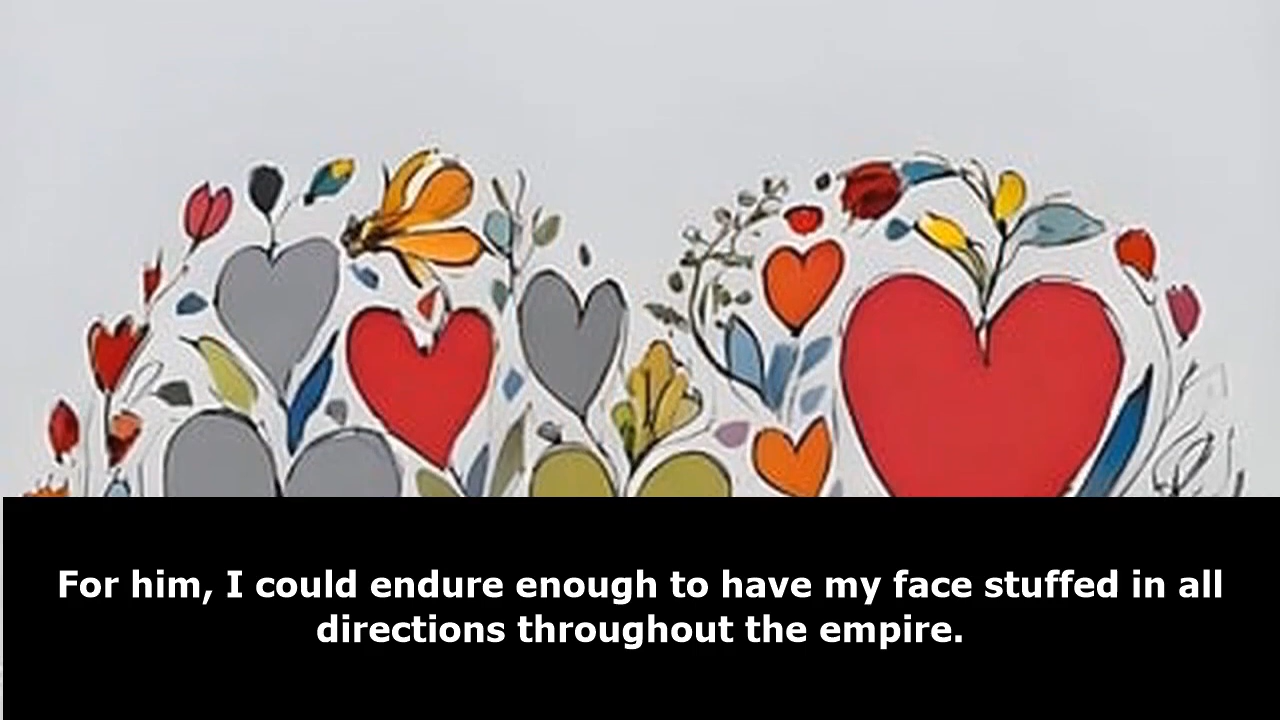 For him, I could endure enough to have my face stuffed in all
directions throughout the empire.